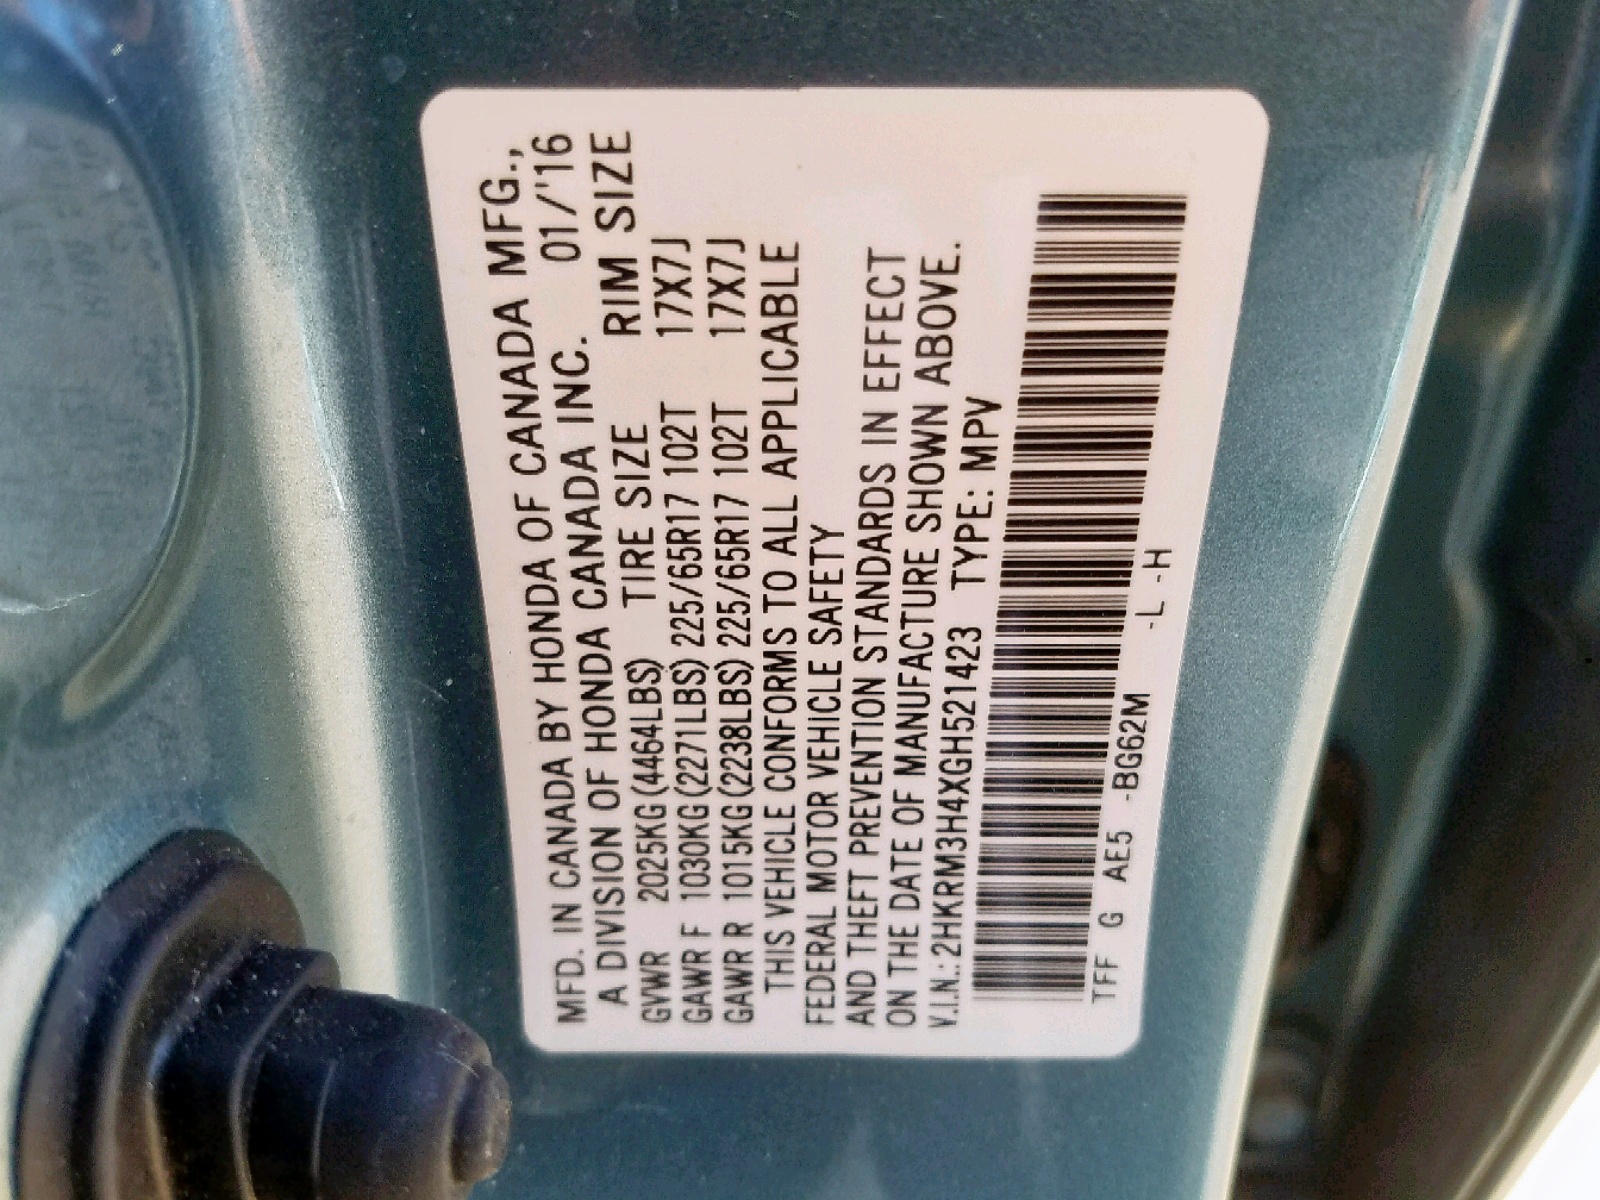 MFD. IN CANADA BY HONDA OF CANADA MFG.,
A DIVISION OF HONDA CANADA INC. 01/'16
GVWR 2025KG(4464LBS) TIRE SIZE RIM SIZE
GAWR F 1030KG(2271LBS) 225/65R17 102T 17X7J
GAWR R 1015KG(2238LBS) 225/65R17 102T 17X7J
THIS VEHICLE CONFORMS TO ALL APPLICABLE
FEDERAL MOTOR VEHICLE SAFETY
AND THEFT PREVENTION STANDARDS IN EFFECT
ON THE DATE OF MANUFACTURE SHOWN ABOVE.
V.I.N.:2HKRM3H4XGH521423 TYPE: MPV
TFF G AE5 -BG62M -L -H